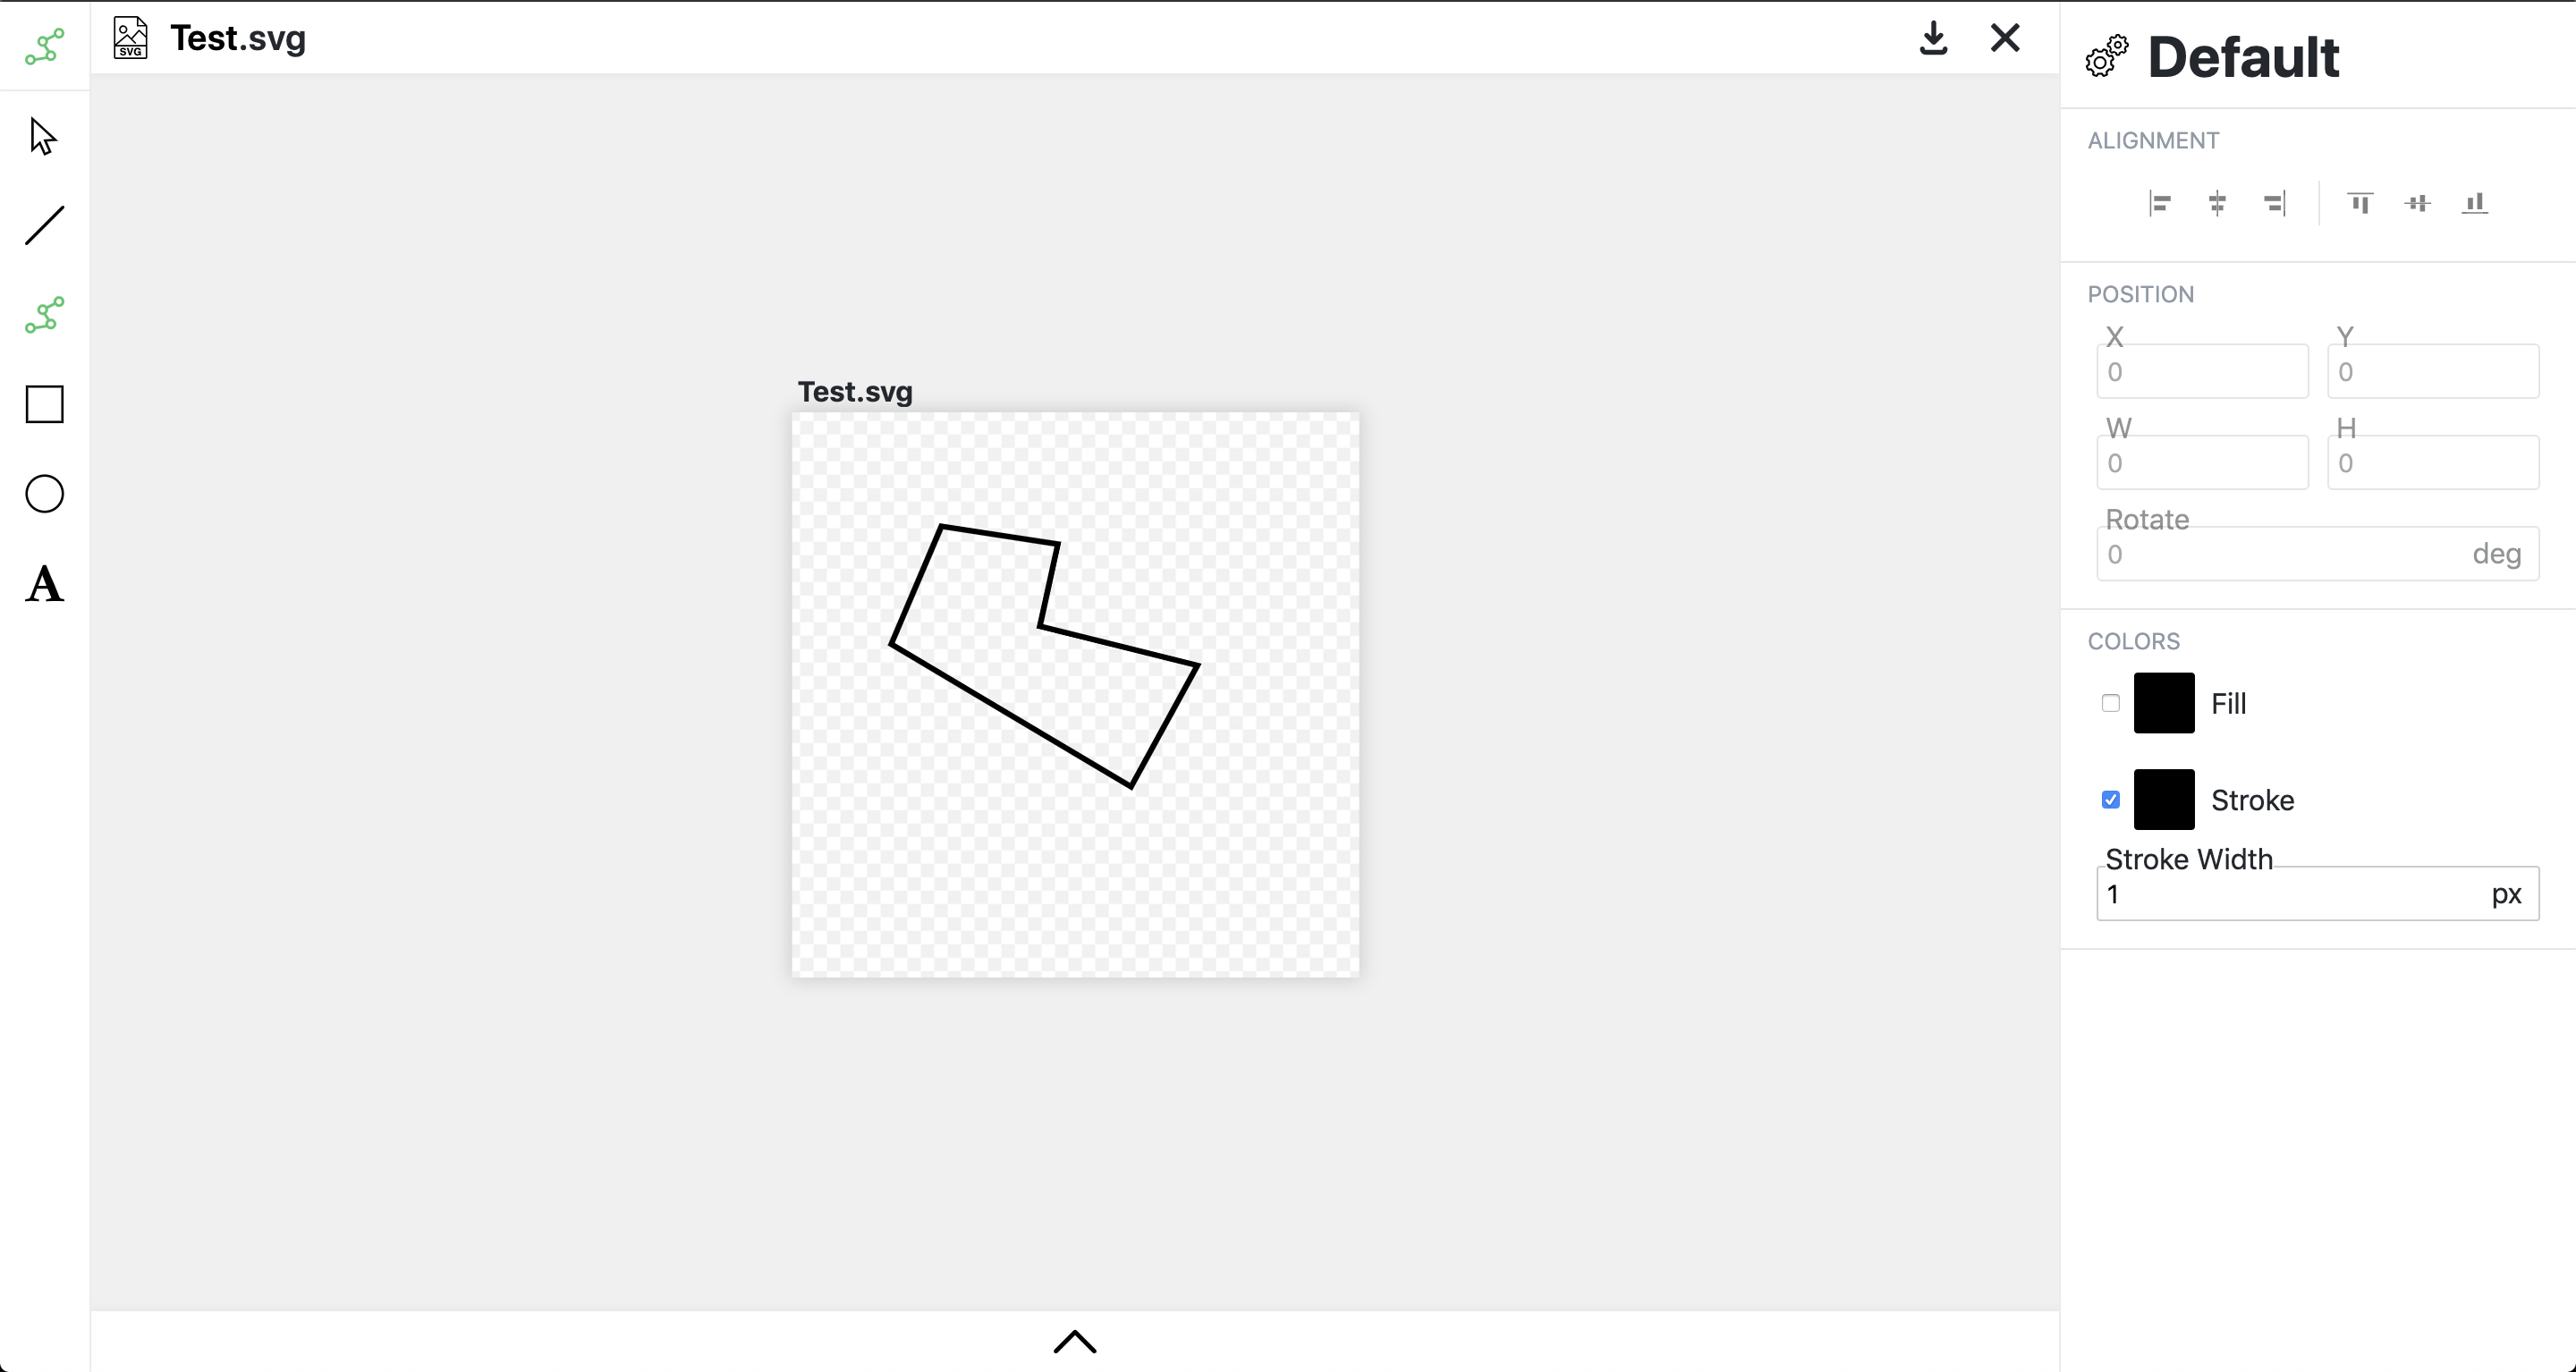 SVG
Test.svg
Default
ALIGNMENT
POSITION
X
Y
0
0
W
H
0
0
Rotate
0
deg
Test.svg
A
COLORS
Fill
Stroke
Stroke Width
1
px